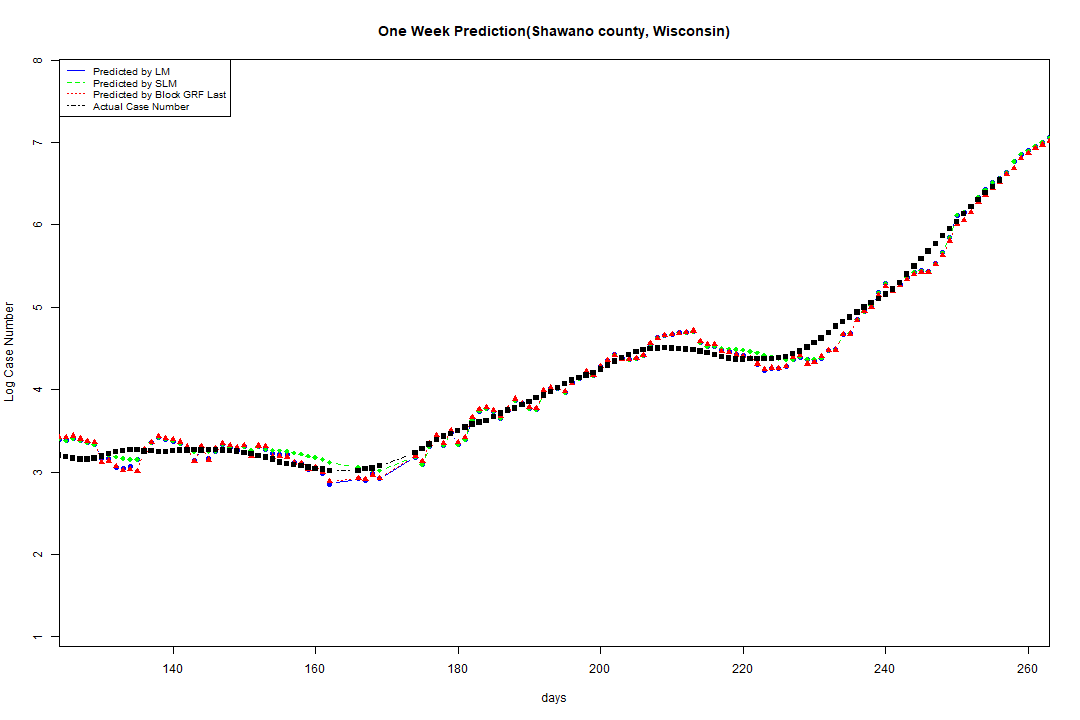 One Week Prediction(Shawano county, Wisconsin)
Predicted by LM
Predicted by SLM
Predicted by Block GRF Last
Actual Case Number
8
7
6
5
4
3
2
1
Log Case Number
140 160 180 200 220 240 260
days